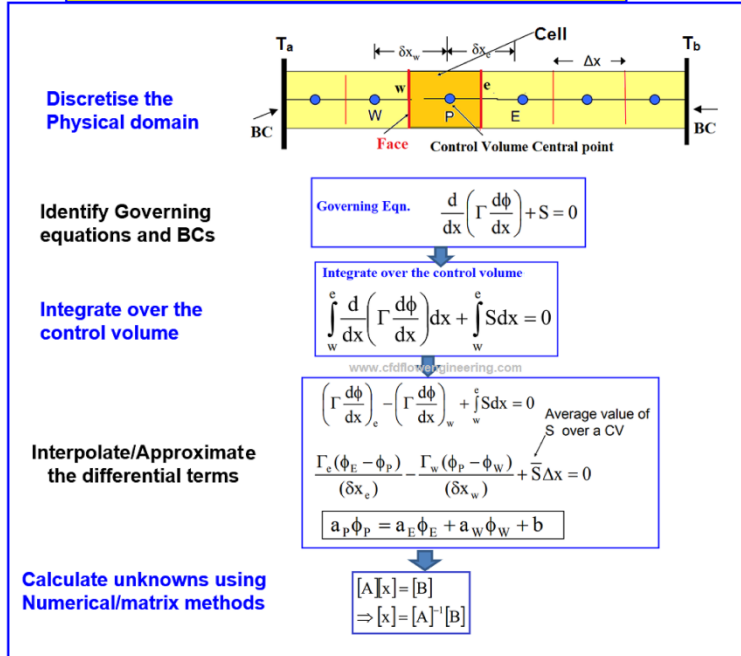 T_a
δx_w
δx_e
Cell
T_b
Δx
w
e
Discretise the
Physical domain
BC
W
P
E
BC
Face
Control Volume Central point
Identify Governing
equations and BCs
Governing Eqn. d/dx(Γ dϕ/dx) + S = 0
Integrate over the
control volume
Integrate over the control volume
∫_w^e d/dx(Γ dϕ/dx)dx + ∫_w^e Sdx = 0
www.cfdflowengineering.com
(Γ dϕ/dx)_e − (Γ dϕ/dx)_w + ∫_w^e Sdx = 0
Average value of
S over a CV
Interpolate/Approximate
the differential terms
Γ_e(ϕ_E − ϕ_P)/(δx_e) − Γ_w(ϕ_P − ϕ_W)/(δx_w) + S̅Δx = 0
a_Pϕ_P = a_Eϕ_E + a_Wϕ_W + b
Calculate unknowns using
Numerical/matrix methods
[A][x]=[B]
⇒[x]=[A]^-1[B]